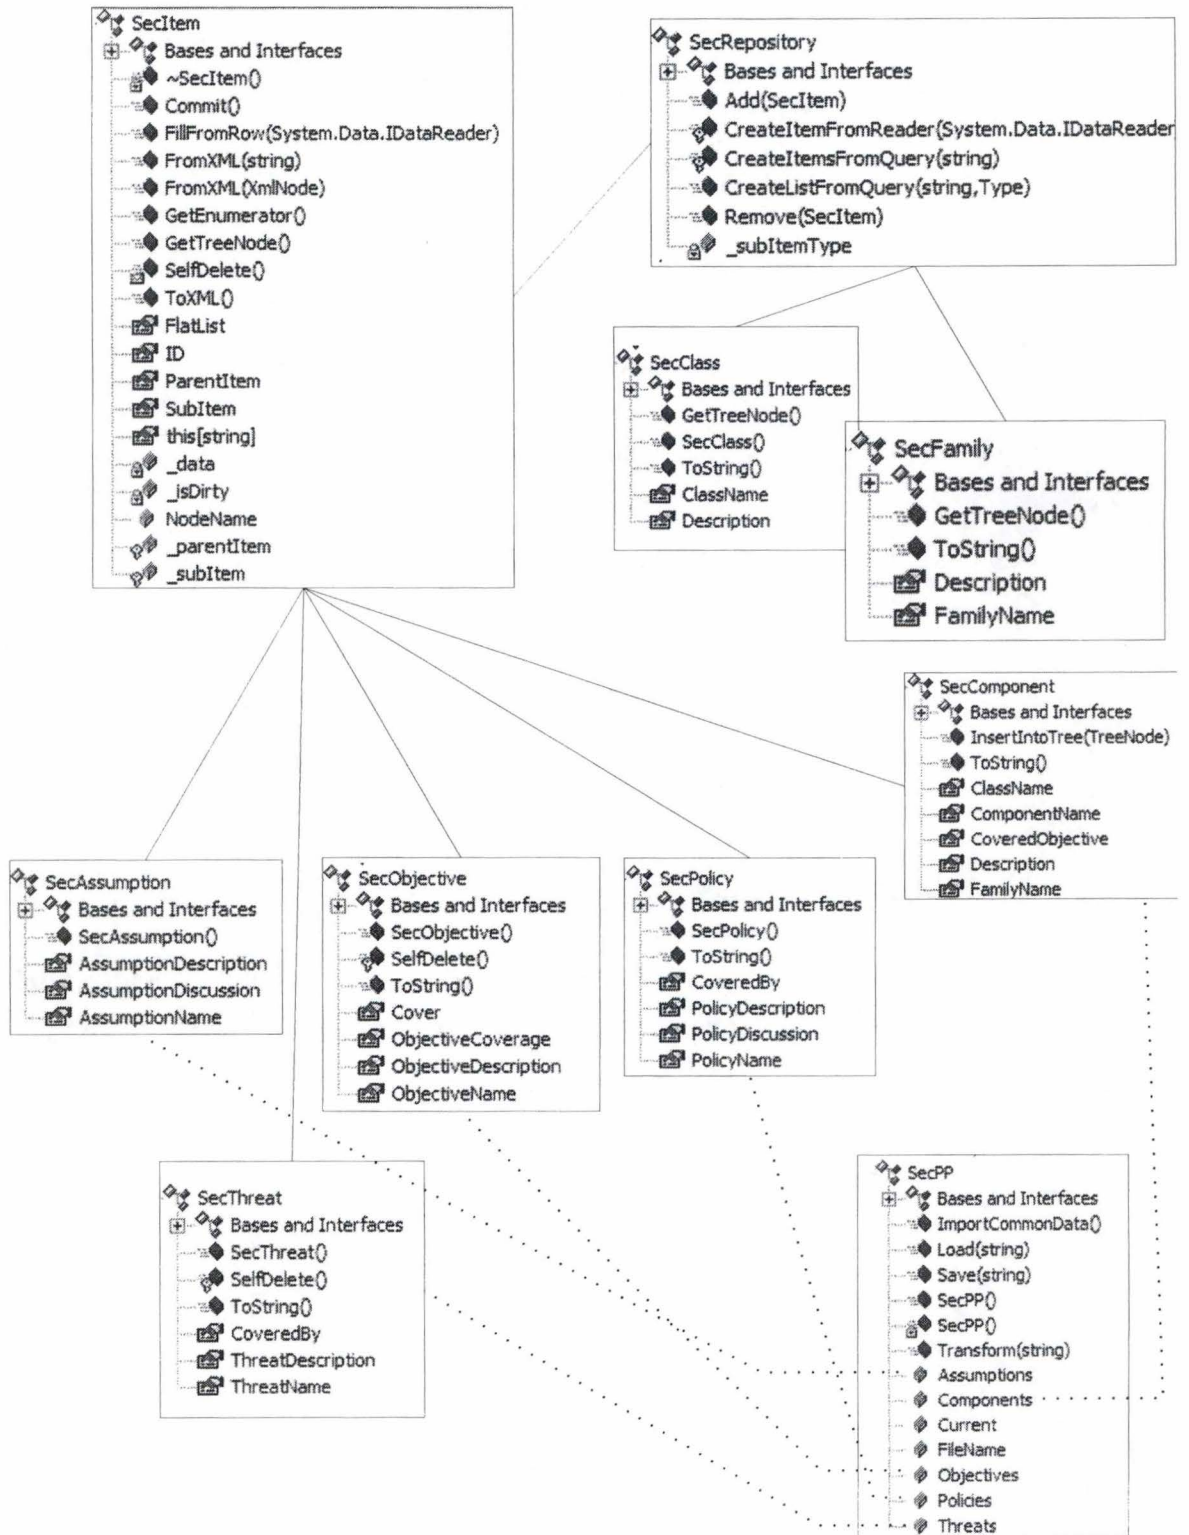 SecItem
Bases and Interfaces
~SecItem()
Commit()
FillFromRow(System.Data.IDataReader)
FromXML(string)
FromXML(XmlNode)
GetEnumerator()
GetTreeNode()
SelfDelete()
ToXML()
FlatList
ID
ParentItem
SubItem
this[string]
_data
_isDirty
NodeName
_parentItem
_subItem
SecRepository
Bases and Interfaces
Add(SecItem)
CreateItemFromReader(System.Data.IDataReader
CreateItemsFromQuery(string)
CreateListFromQuery(string,Type)
Remove(SecItem)
_subItemType
SecClass
Bases and Interfaces
GetTreeNode()
SecClass()
ToString()
ClassName
Description
SecFamily
Bases and Interfaces
GetTreeNode()
ToString()
Description
FamilyName
SecComponent
Bases and Interfaces
InsertIntoTree(TreeNode)
ToString()
ClassName
ComponentName
CoveredObjective
Description
FamilyName
SecAssumption
Bases and Interfaces
SecAssumption()
AssumptionDescription
AssumptionDiscussion
AssumptionName
SecObjective
Bases and Interfaces
SecObjective()
SelfDelete()
ToString()
Cover
ObjectiveCoverage
ObjectiveDescription
ObjectiveName
SecPolicy
Bases and Interfaces
SecPolicy()
ToString()
CoveredBy
PolicyDescription
PolicyDiscussion
PolicyName
SecThreat
Bases and Interfaces
SecThreat()
SelfDelete()
ToString()
CoveredBy
ThreatDescription
ThreatName
SecPP
Bases and Interfaces
ImportCommonData()
Load(string)
Save(string)
SecPP()
SecPP()
Transform(string)
Assumptions
Components
Current
FileName
Objectives
Policies
Threats